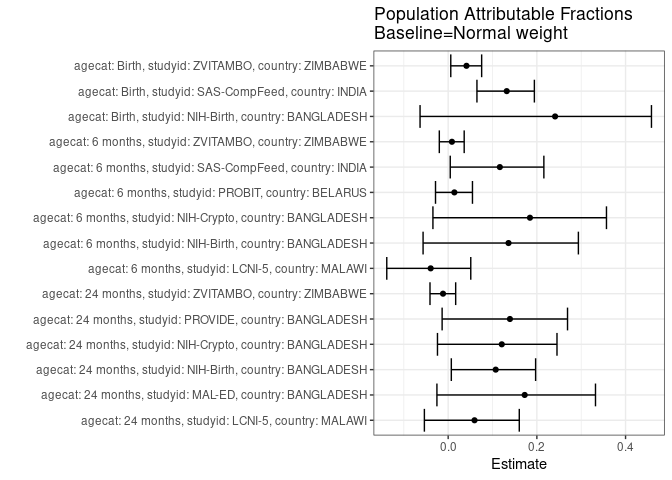 Population Attributable Fractions
Baseline=Normal weight
agecat: Birth, studyid: ZVITAMBO, country: ZIMBABWE
agecat: Birth, studyid: SAS-CompFeed, country: INDIA
agecat: Birth, studyid: NIH-Birth, country: BANGLADESH
agecat: 6 months, studyid: ZVITAMBO, country: ZIMBABWE
agecat: 6 months, studyid: SAS-CompFeed, country: INDIA
agecat: 6 months, studyid: PROBIT, country: BELARUS
agecat: 6 months, studyid: NIH-Crypto, country: BANGLADESH
agecat: 6 months, studyid: NIH-Birth, country: BANGLADESH
agecat: 6 months, studyid: LCNI-5, country: MALAWI
agecat: 24 months, studyid: ZVITAMBO, country: ZIMBABWE
agecat: 24 months, studyid: PROVIDE, country: BANGLADESH
agecat: 24 months, studyid: NIH-Crypto, country: BANGLADESH
agecat: 24 months, studyid: NIH-Birth, country: BANGLADESH
agecat: 24 months, studyid: MAL-ED, country: BANGLADESH
agecat: 24 months, studyid: LCNI-5, country: MALAWI
0.0 0.2 0.4
Estimate